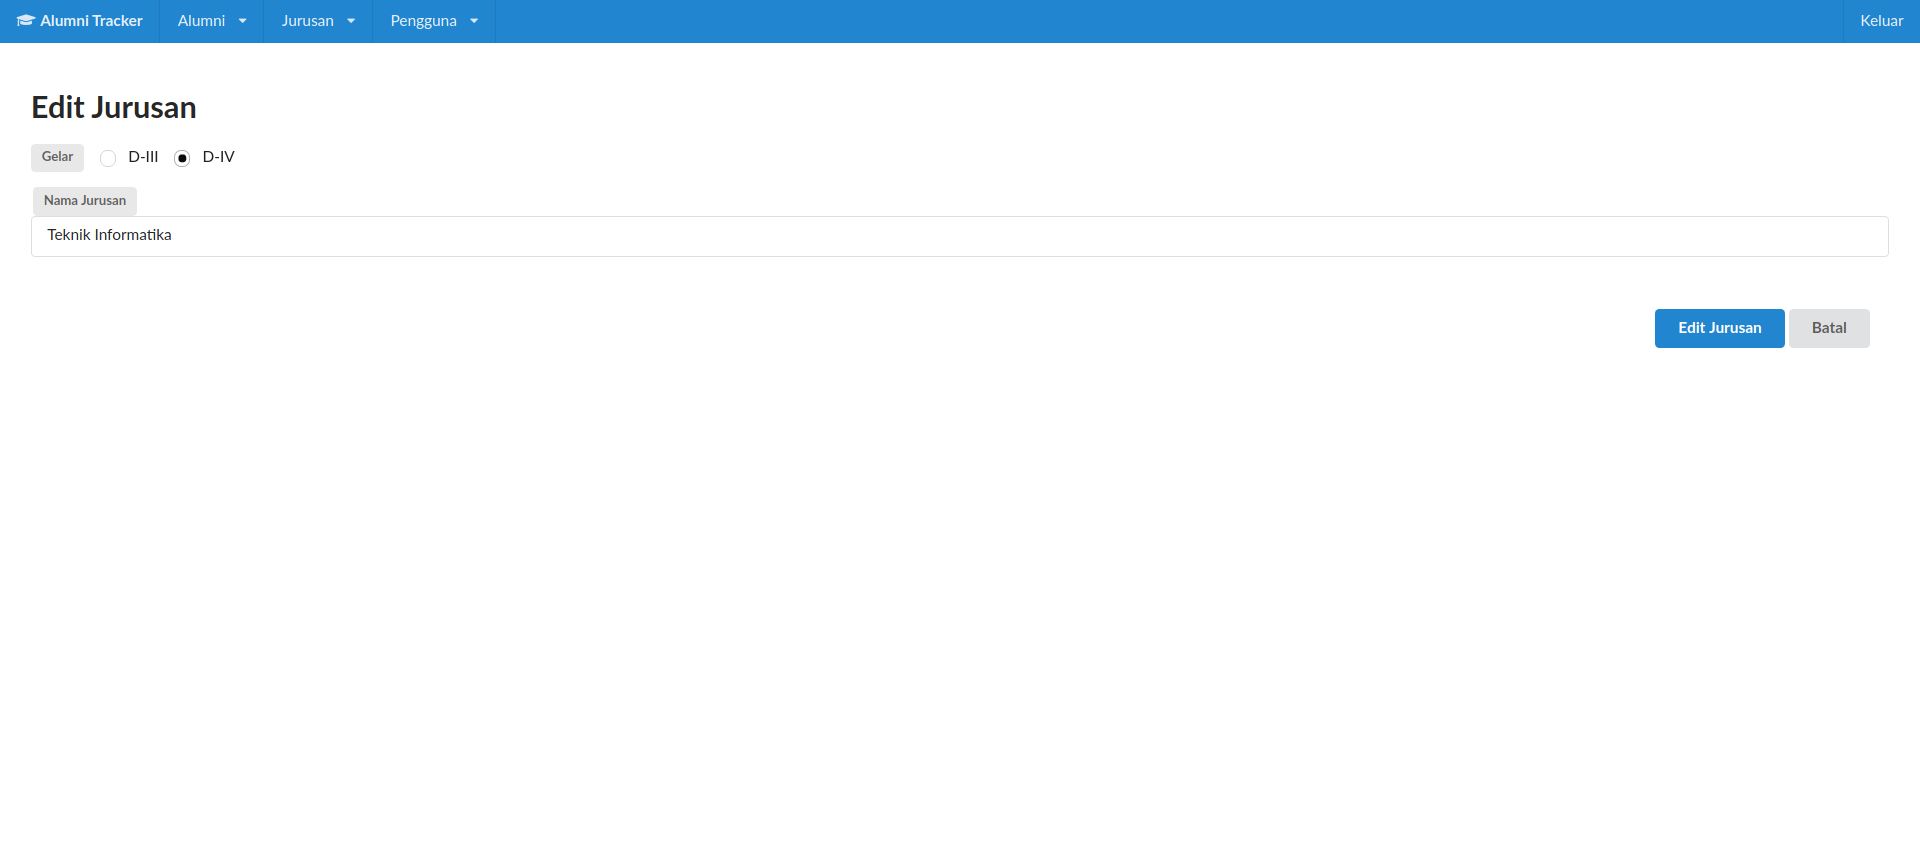 Alumni Tracker Alumni Jurusan Pengguna Keluar
Edit Jurusan
Gelar D-III D-IV
Nama Jurusan
Teknik Informatika
Edit Jurusan Batal